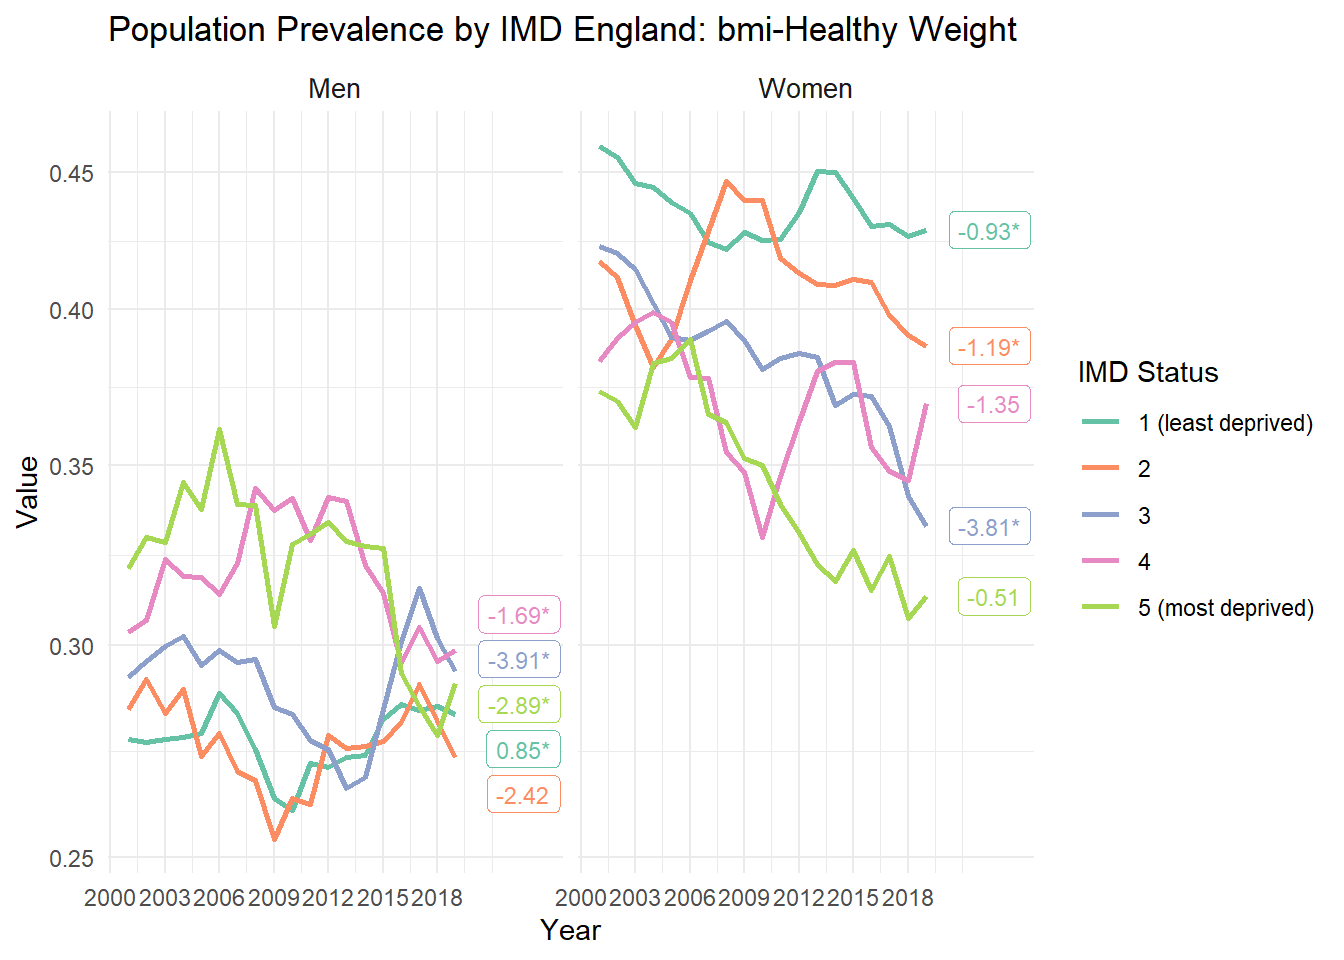 Population Prevalence by IMD England: bmi-Healthy Weight
Men
Women
Value
0.45
0.40
0.35
0.30
0.25
-1.69*
-3.91*
-2.89*
0.85*
-2.42
-0.93*
-1.19*
-1.35
-3.81*
-0.51
2000 2003 2006 2009 2012 2015 2018
2000 2003 2006 2009 2012 2015 2018
Year
IMD Status
1 (least deprived)
2
3
4
5 (most deprived)